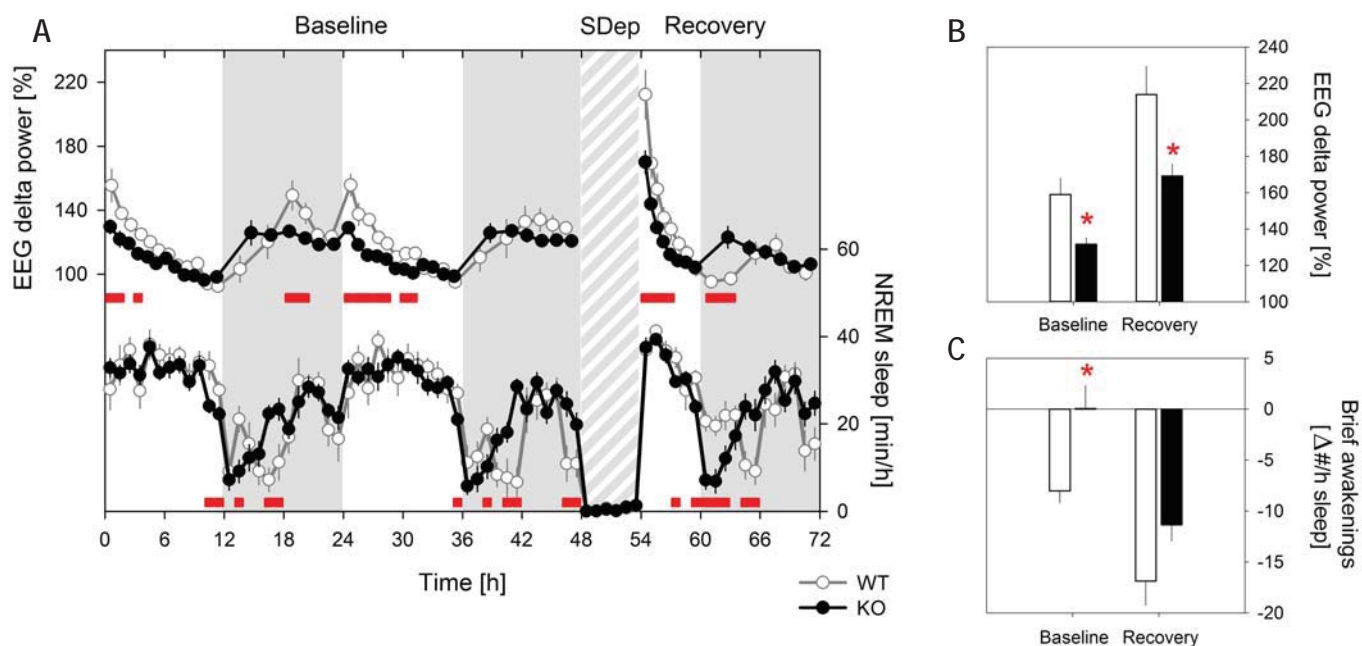 A
Baseline
SDep
Recovery
EEG delta power [%]
220
180
140
100
60
40
20
0
NREM sleep [min/h]
0 6 12 18 24 30 36 42 48 54 60 66 72
Time [h]
WT
KO
B
*
*
240
220
200
180
160
140
120
100
EEG delta power [%]
Baseline Recovery
C
*
5
0
-5
-10
-15
-20
Brief awakenings
[Δ#/h sleep]
Baseline Recovery